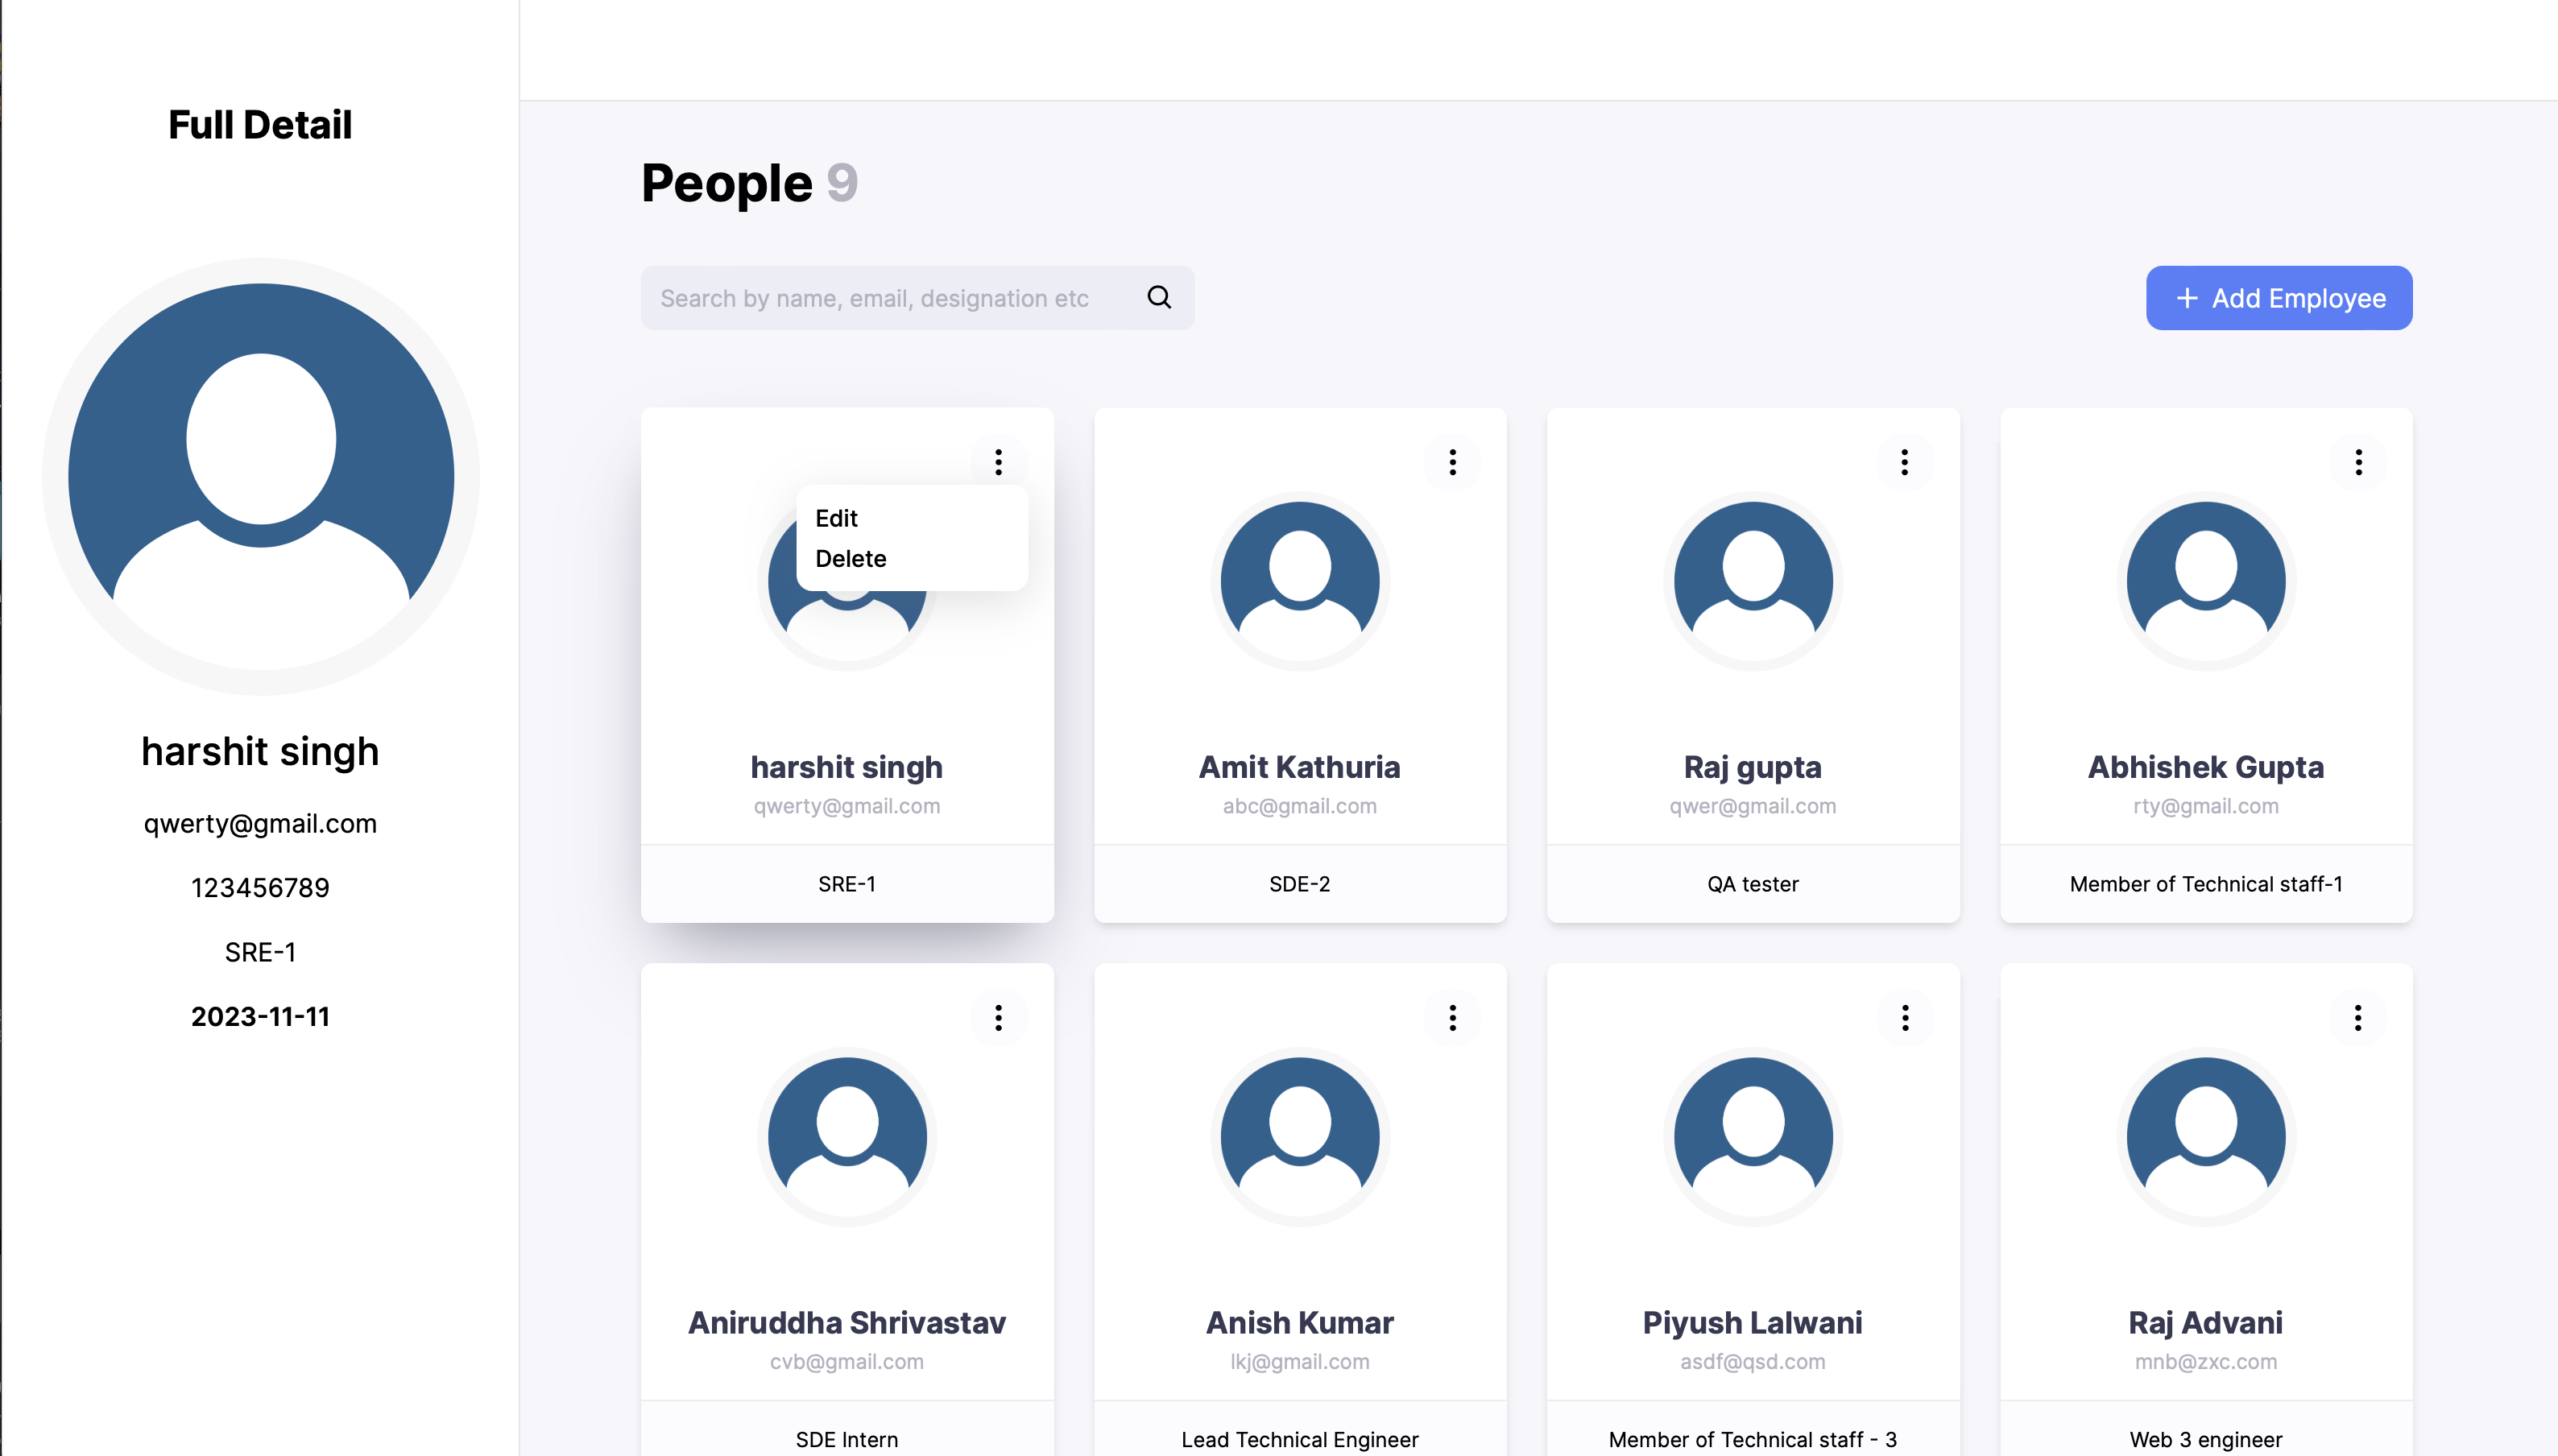 Full Detail
harshit singh
qwerty@gmail.com
123456789
SRE-1
2023-11-11
People 9
Search by name, email, designation etc
+ Add Employee
Edit
Delete
harshit singh
qwerty@gmail.com
SRE-1
Amit Kathuria
abc@gmail.com
SDE-2
Raj gupta
qwer@gmail.com
QA tester
Abhishek Gupta
rty@gmail.com
Member of Technical staff-1
Aniruddha Shrivastav
cvb@gmail.com
SDE Intern
Anish Kumar
lkj@gmail.com
Lead Technical Engineer
Piyush Lalwani
asdf@qsd.com
Member of Technical staff - 3
Raj Advani
mnb@zxc.com
Web 3 engineer